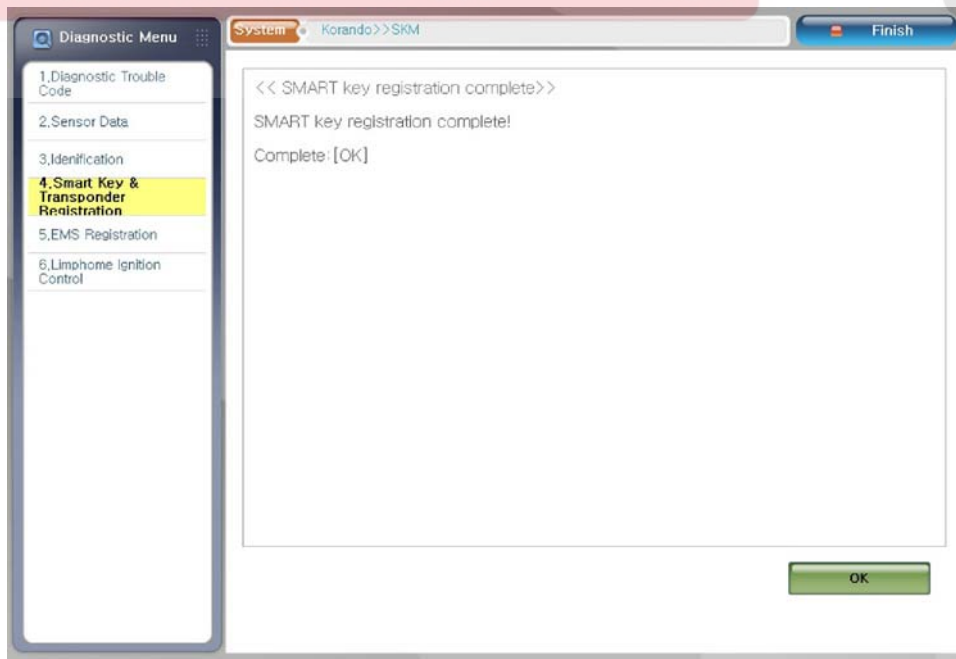 Diagnostic Menu
System
Korando>>SKM
Finish
1,Diagnostic Trouble
Code
2,Sensor Data
3,Idenification
4,Smart Key &
Transponder
Registration
5,EMS Registration
6,Limphome Ignition
Control
<< SMART key registration complete>>
SMART key registration complete!
Complete:[OK]
OK